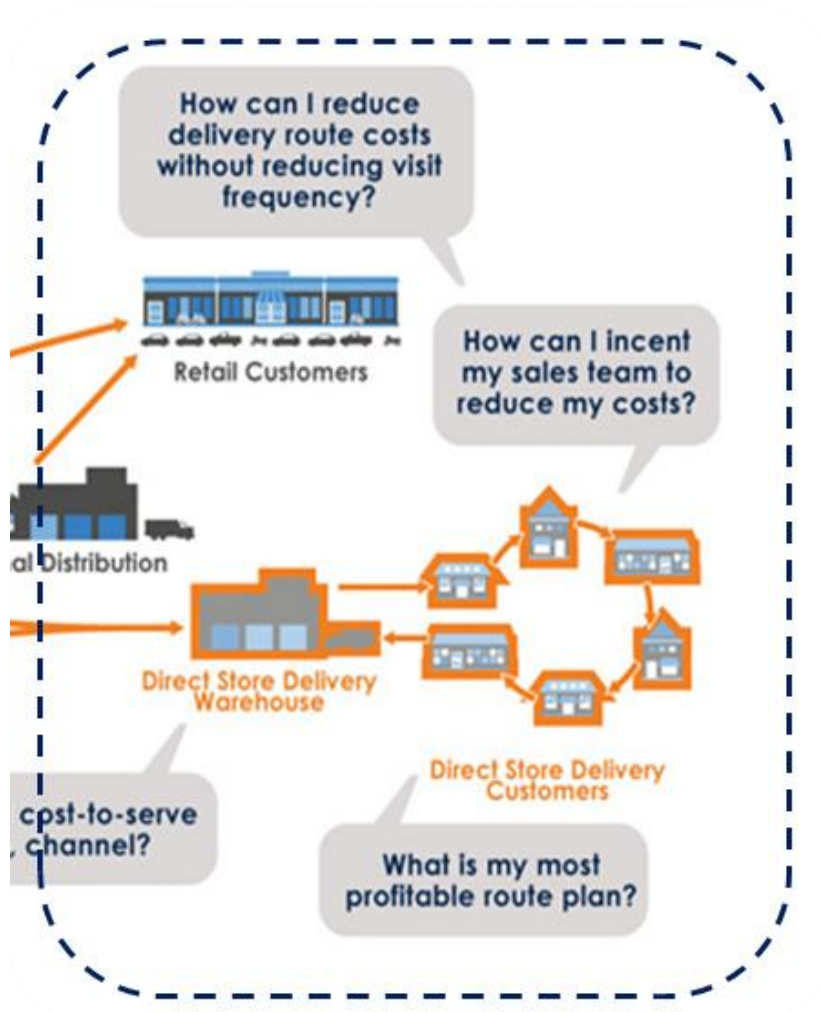 How can I reduce
delivery route costs
without reducing visit
frequency?
Retail Customers
How can I incent
my sales team to
reduce my costs?
al Distribution
Direct Store Delivery
Warehouse
Direct Store Delivery
Customers
cost-to-serve
channel?
What is my most
profitable route plan?